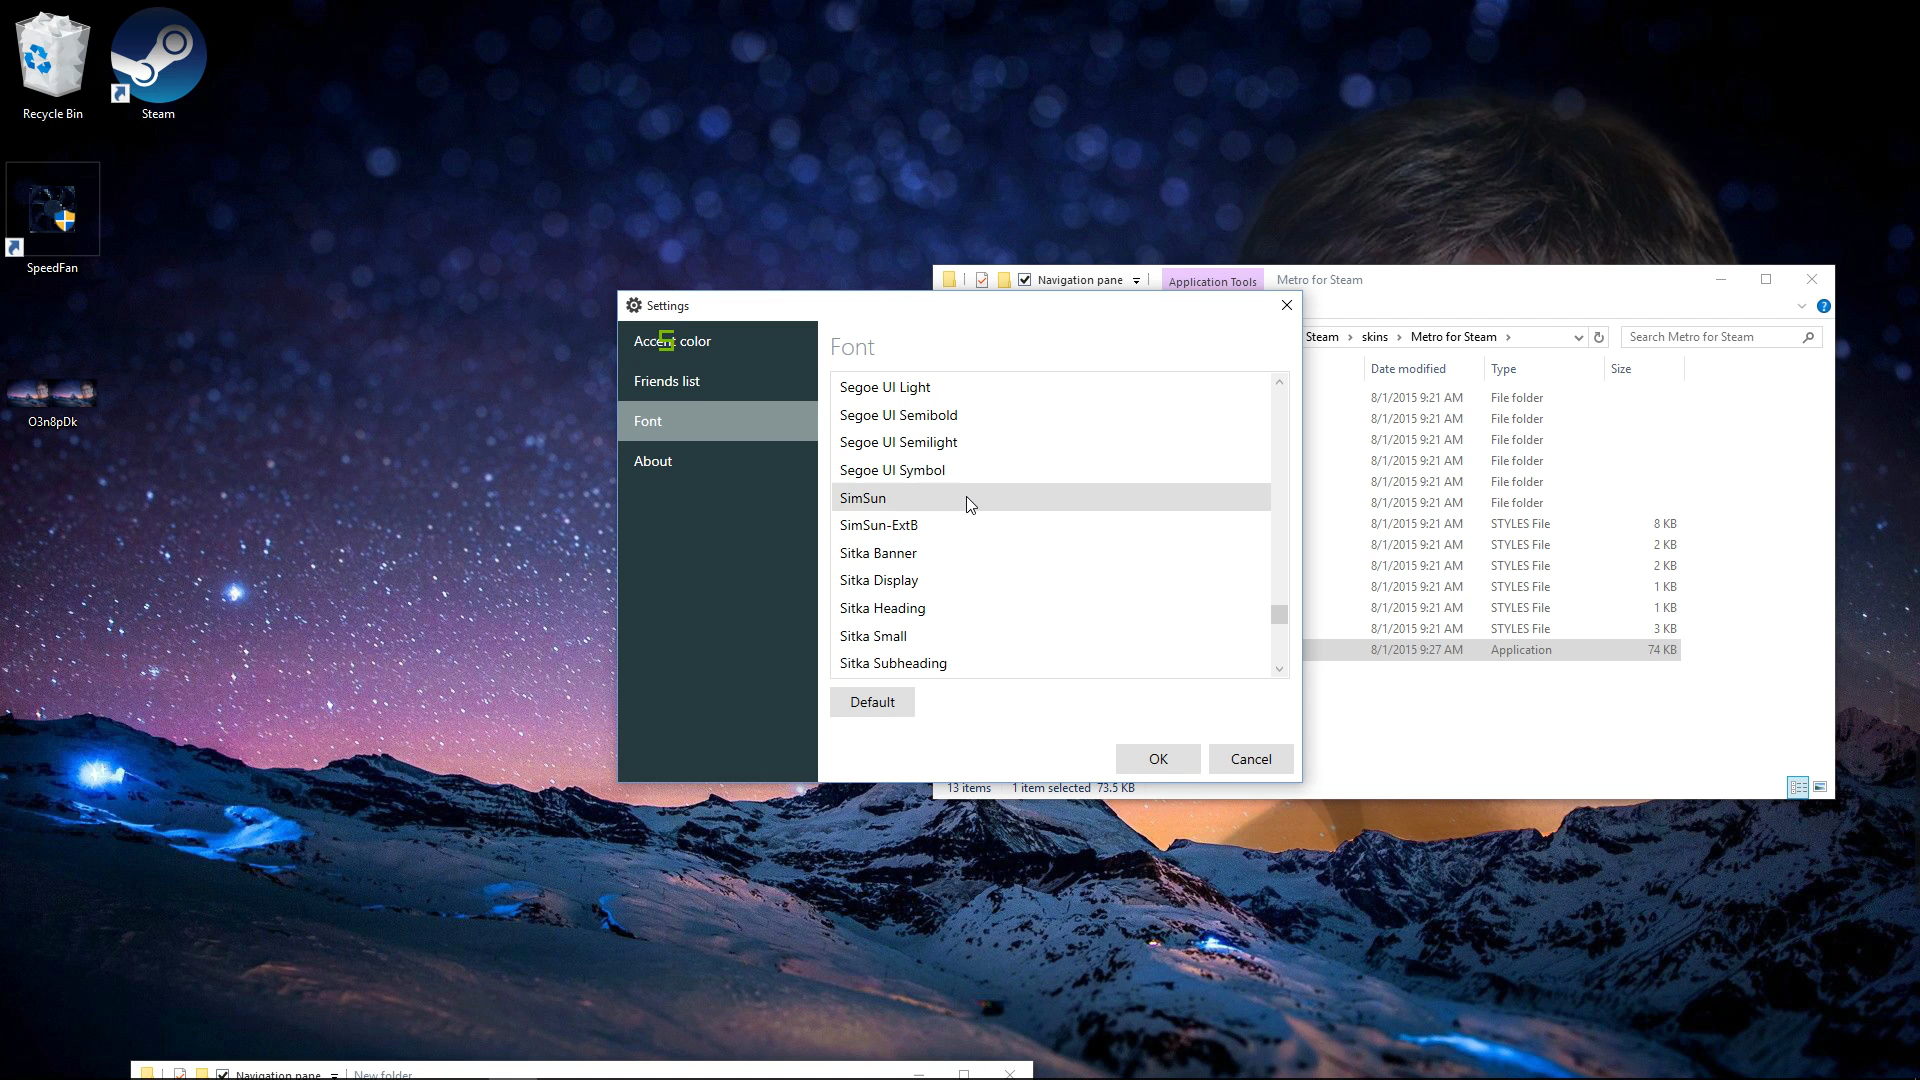 Recycle Bin
Steam
SpeedFan
O3n8pDk
Navigation pane
Application Tools
Metro for Steam
Settings
Accent color
Friends list
Font
About
Font
Segoe UI Light
Segoe UI Semibold
Segoe UI Semilight
Segoe UI Symbol
SimSun
SimSun-ExtB
Sitka Banner
Sitka Display
Sitka Heading
Sitka Small
Sitka Subheading
Default
OK
Cancel
Steam > skins > Metro for Steam >
Search Metro for Steam
Date modified Type Size
8/1/2015 9:21 AM File folder
8/1/2015 9:21 AM File folder
8/1/2015 9:21 AM File folder
8/1/2015 9:21 AM File folder
8/1/2015 9:21 AM File folder
8/1/2015 9:21 AM File folder
8/1/2015 9:21 AM STYLES File 8 KB
8/1/2015 9:21 AM STYLES File 2 KB
8/1/2015 9:21 AM STYLES File 2 KB
8/1/2015 9:21 AM STYLES File 1 KB
8/1/2015 9:21 AM STYLES File 1 KB
8/1/2015 9:21 AM STYLES File 3 KB
8/1/2015 9:27 AM Application 74 KB
13 items 1 item selected 73.5 KB
Navigation pane
New folder